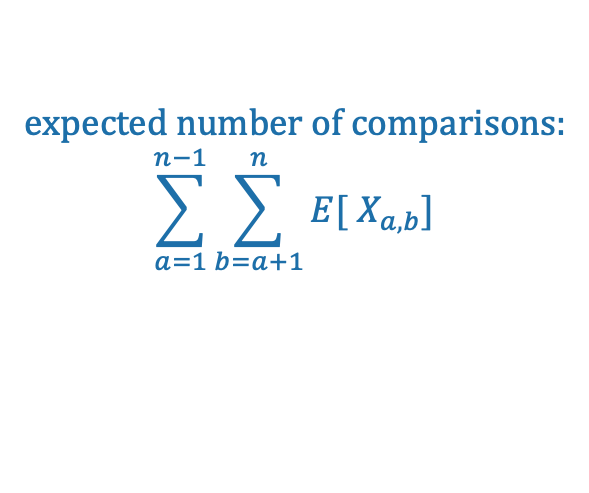 expected number of comparisons:
n−1 n
∑ ∑ E[ X_{a,b}]
a=1 b=a+1